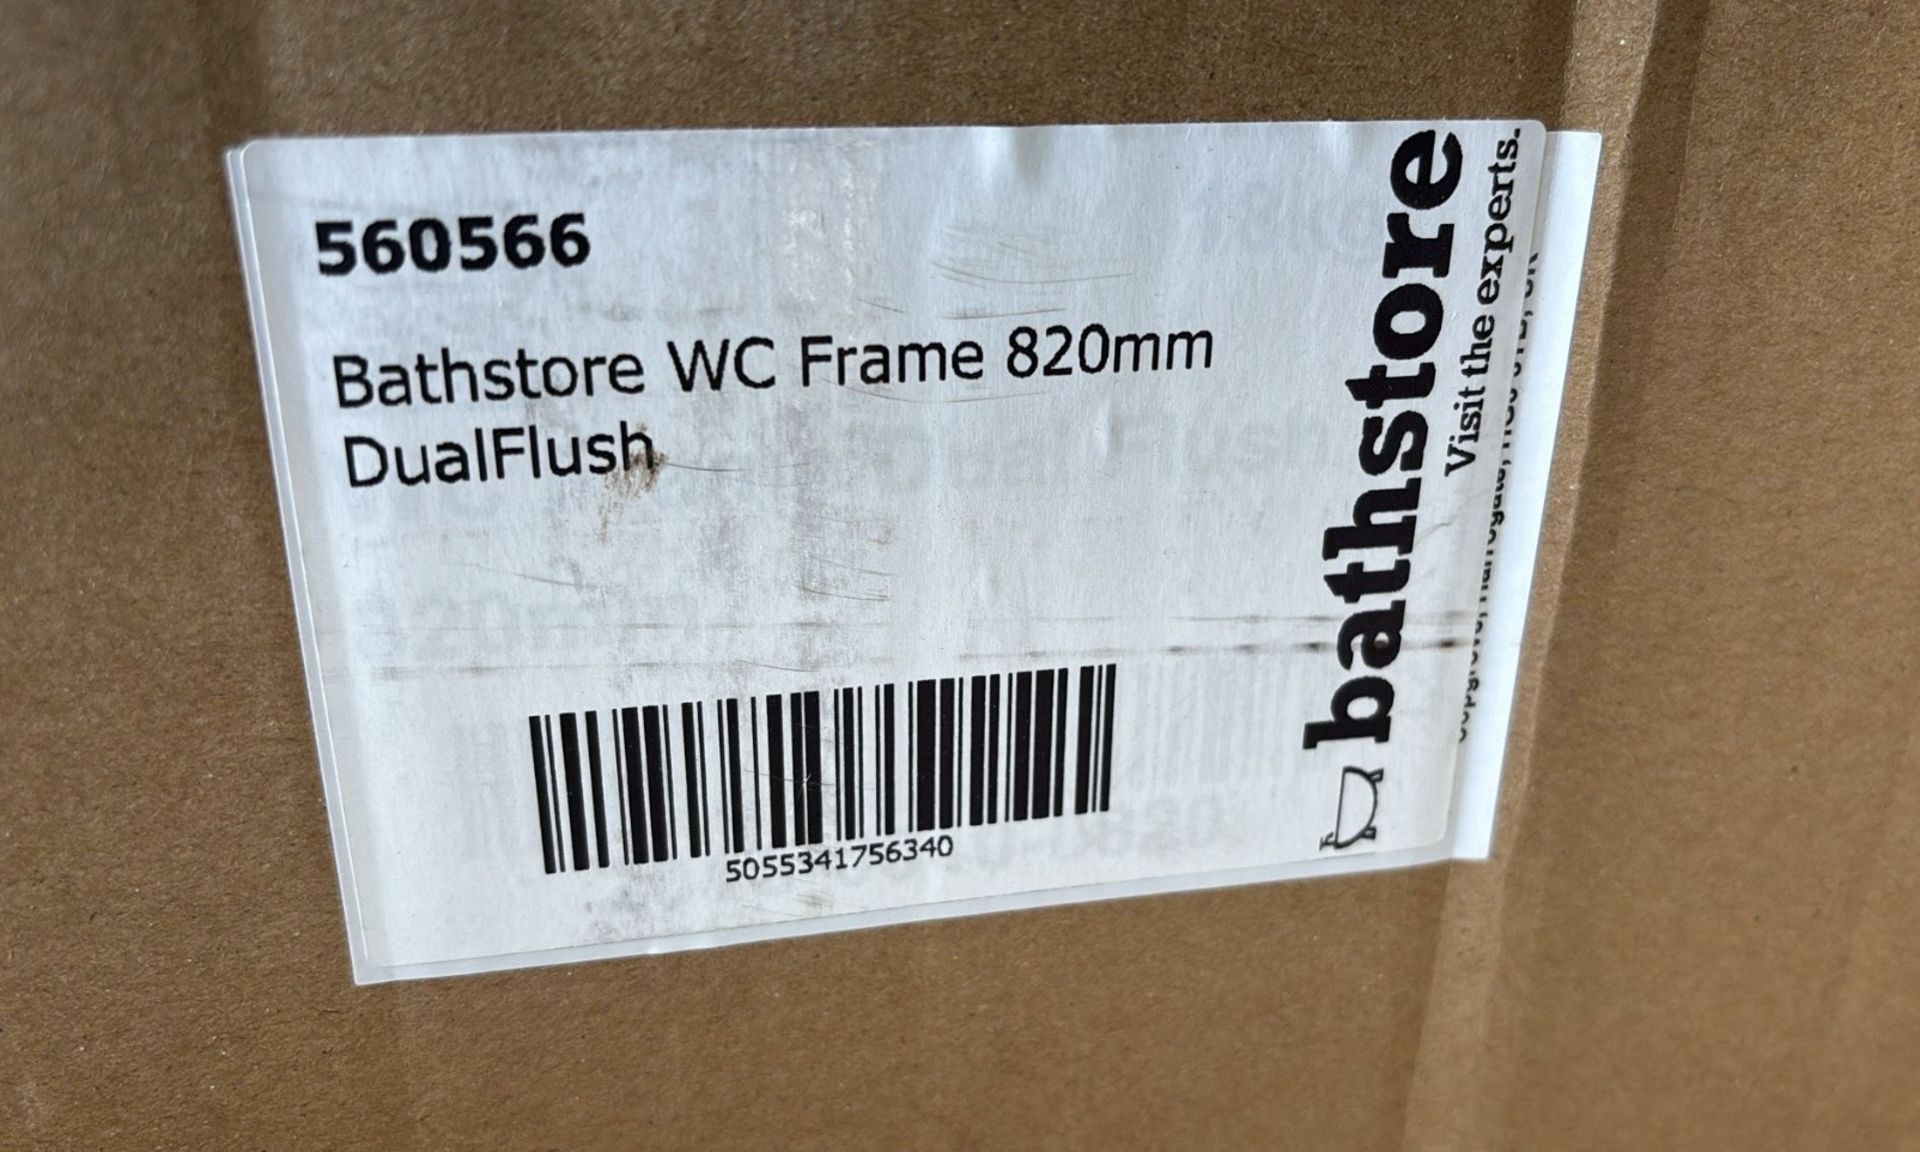 560566
Bathstore WC Frame 820mm
DualFlush
5055341756340
bathstore
Visit the experts.